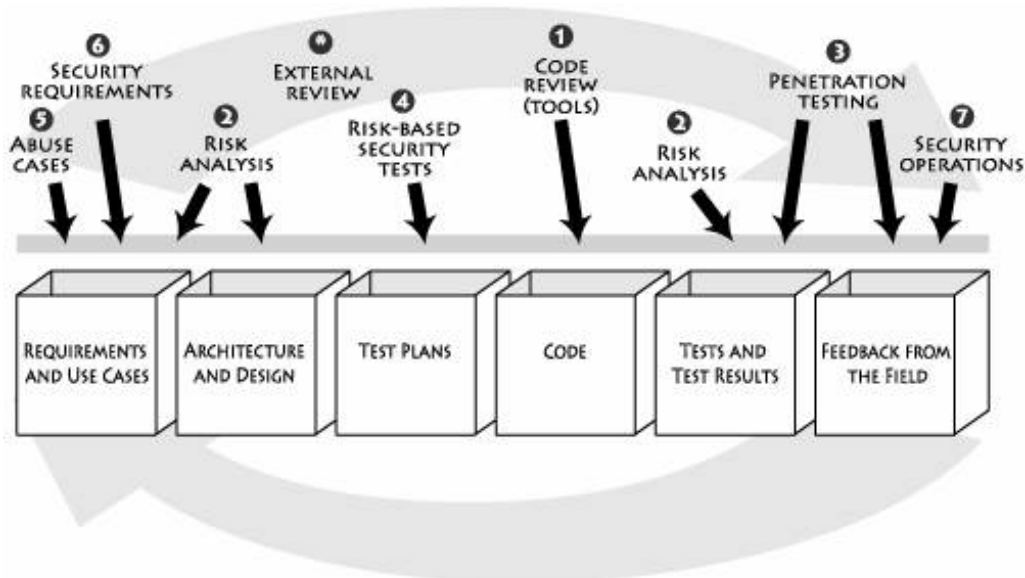 6
SECURITY
REQUIREMENTS
5
ABUSE
CASES
2
RISK
ANALYSIS
*
EXTERNAL
REVIEW
4
RISK-BASED
SECURITY
TESTS
1
CODE
REVIEW
(TOOLS)
2
RISK
ANALYSIS
3
PENETRATION
TESTING
7
SECURITY
OPERATIONS
REQUIREMENTS
AND USE CASES
ARCHITECTURE
AND DESIGN
TEST PLANS
CODE
TESTS AND
TEST RESULTS
FEEDBACK FROM
THE FIELD